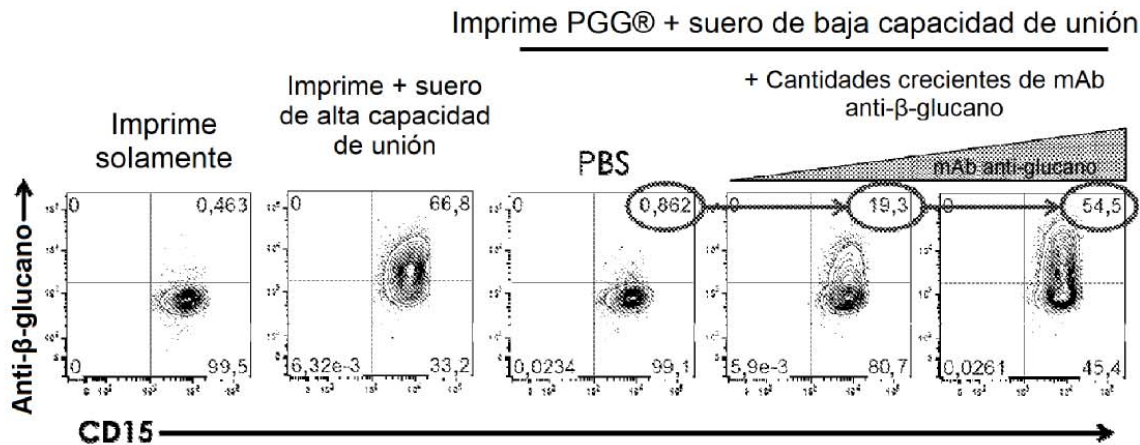 Imprime PGG® + suero de baja capacidad de unión
Imprime
solamente
Imprime + suero
de alta capacidad
de unión
PBS
+ Cantidades crecientes de mAb
anti-β-glucano
mAb anti-glucano
Anti-β-glucano
0 0,463
0 66,8
0 0,862
0 19,3
0 54,5
0 99,5
6,32e-3 33,2
0,0234 99,1
5,9e-3 80,7
0,0261 45,4
CD15